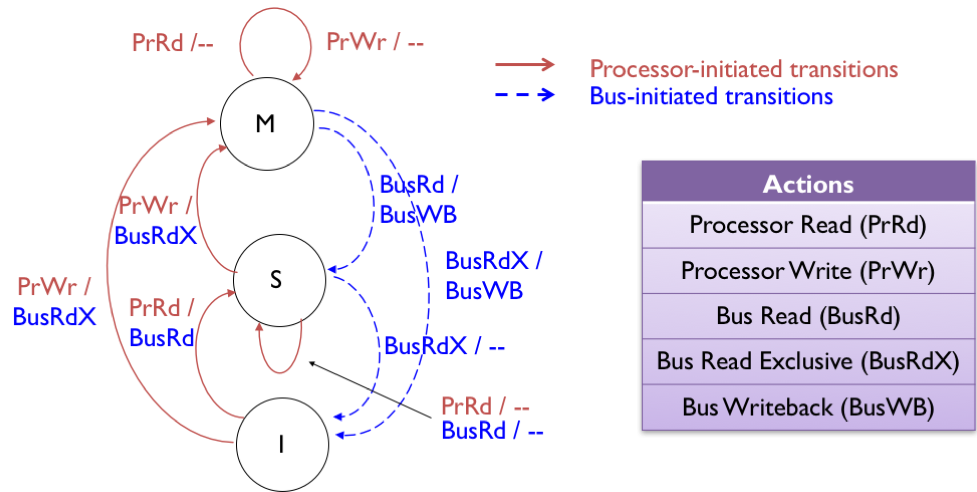 PrRd /--
PrWr / --
Processor-initiated transitions
Bus-initiated transitions
M
BusRd /
BusWB
PrWr /
BusRdX
S
BusRdX /
BusWB
PrWr /
BusRdX
PrRd /
BusRd
BusRdX / --
PrRd / --
BusRd / --
I
Actions
Processor Read (PrRd)
Processor Write (PrWr)
Bus Read (BusRd)
Bus Read Exclusive (BusRdX)
Bus Writeback (BusWB)